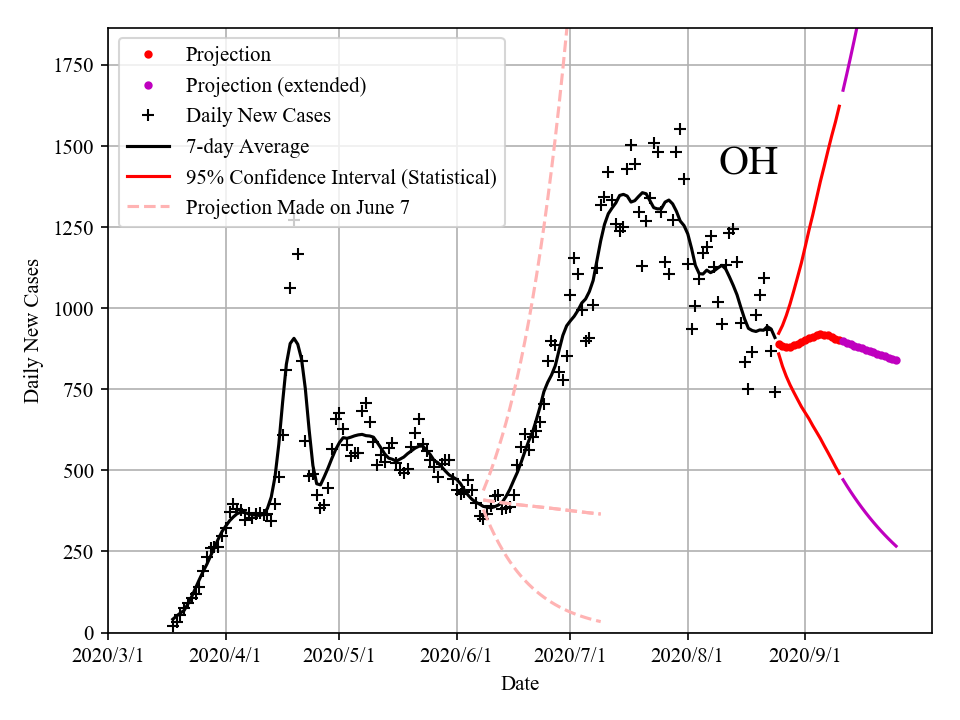 1750
1500
1250
1000
750
500
250
0
Daily New Cases
Projection
Projection (extended)
Daily New Cases
7-day Average
95% Confidence Interval (Statistical)
Projection Made on June 7
OH
2020/3/1 2020/4/1 2020/5/1 2020/6/1 2020/7/1 2020/8/1 2020/9/1
Date